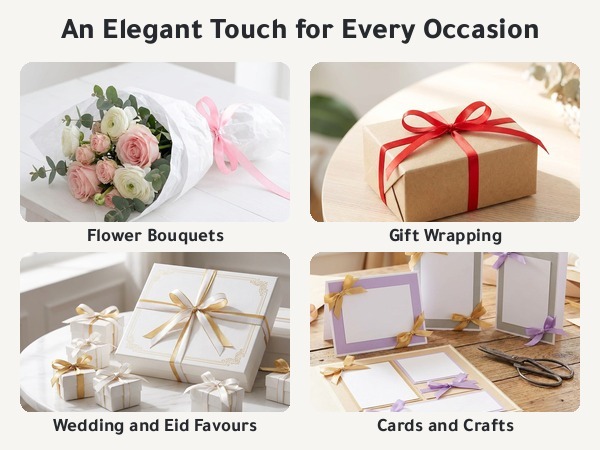 An Elegant Touch for Every Occasion
Flower Bouquets
Gift Wrapping
Wedding and Eid Favours
Cards and Crafts